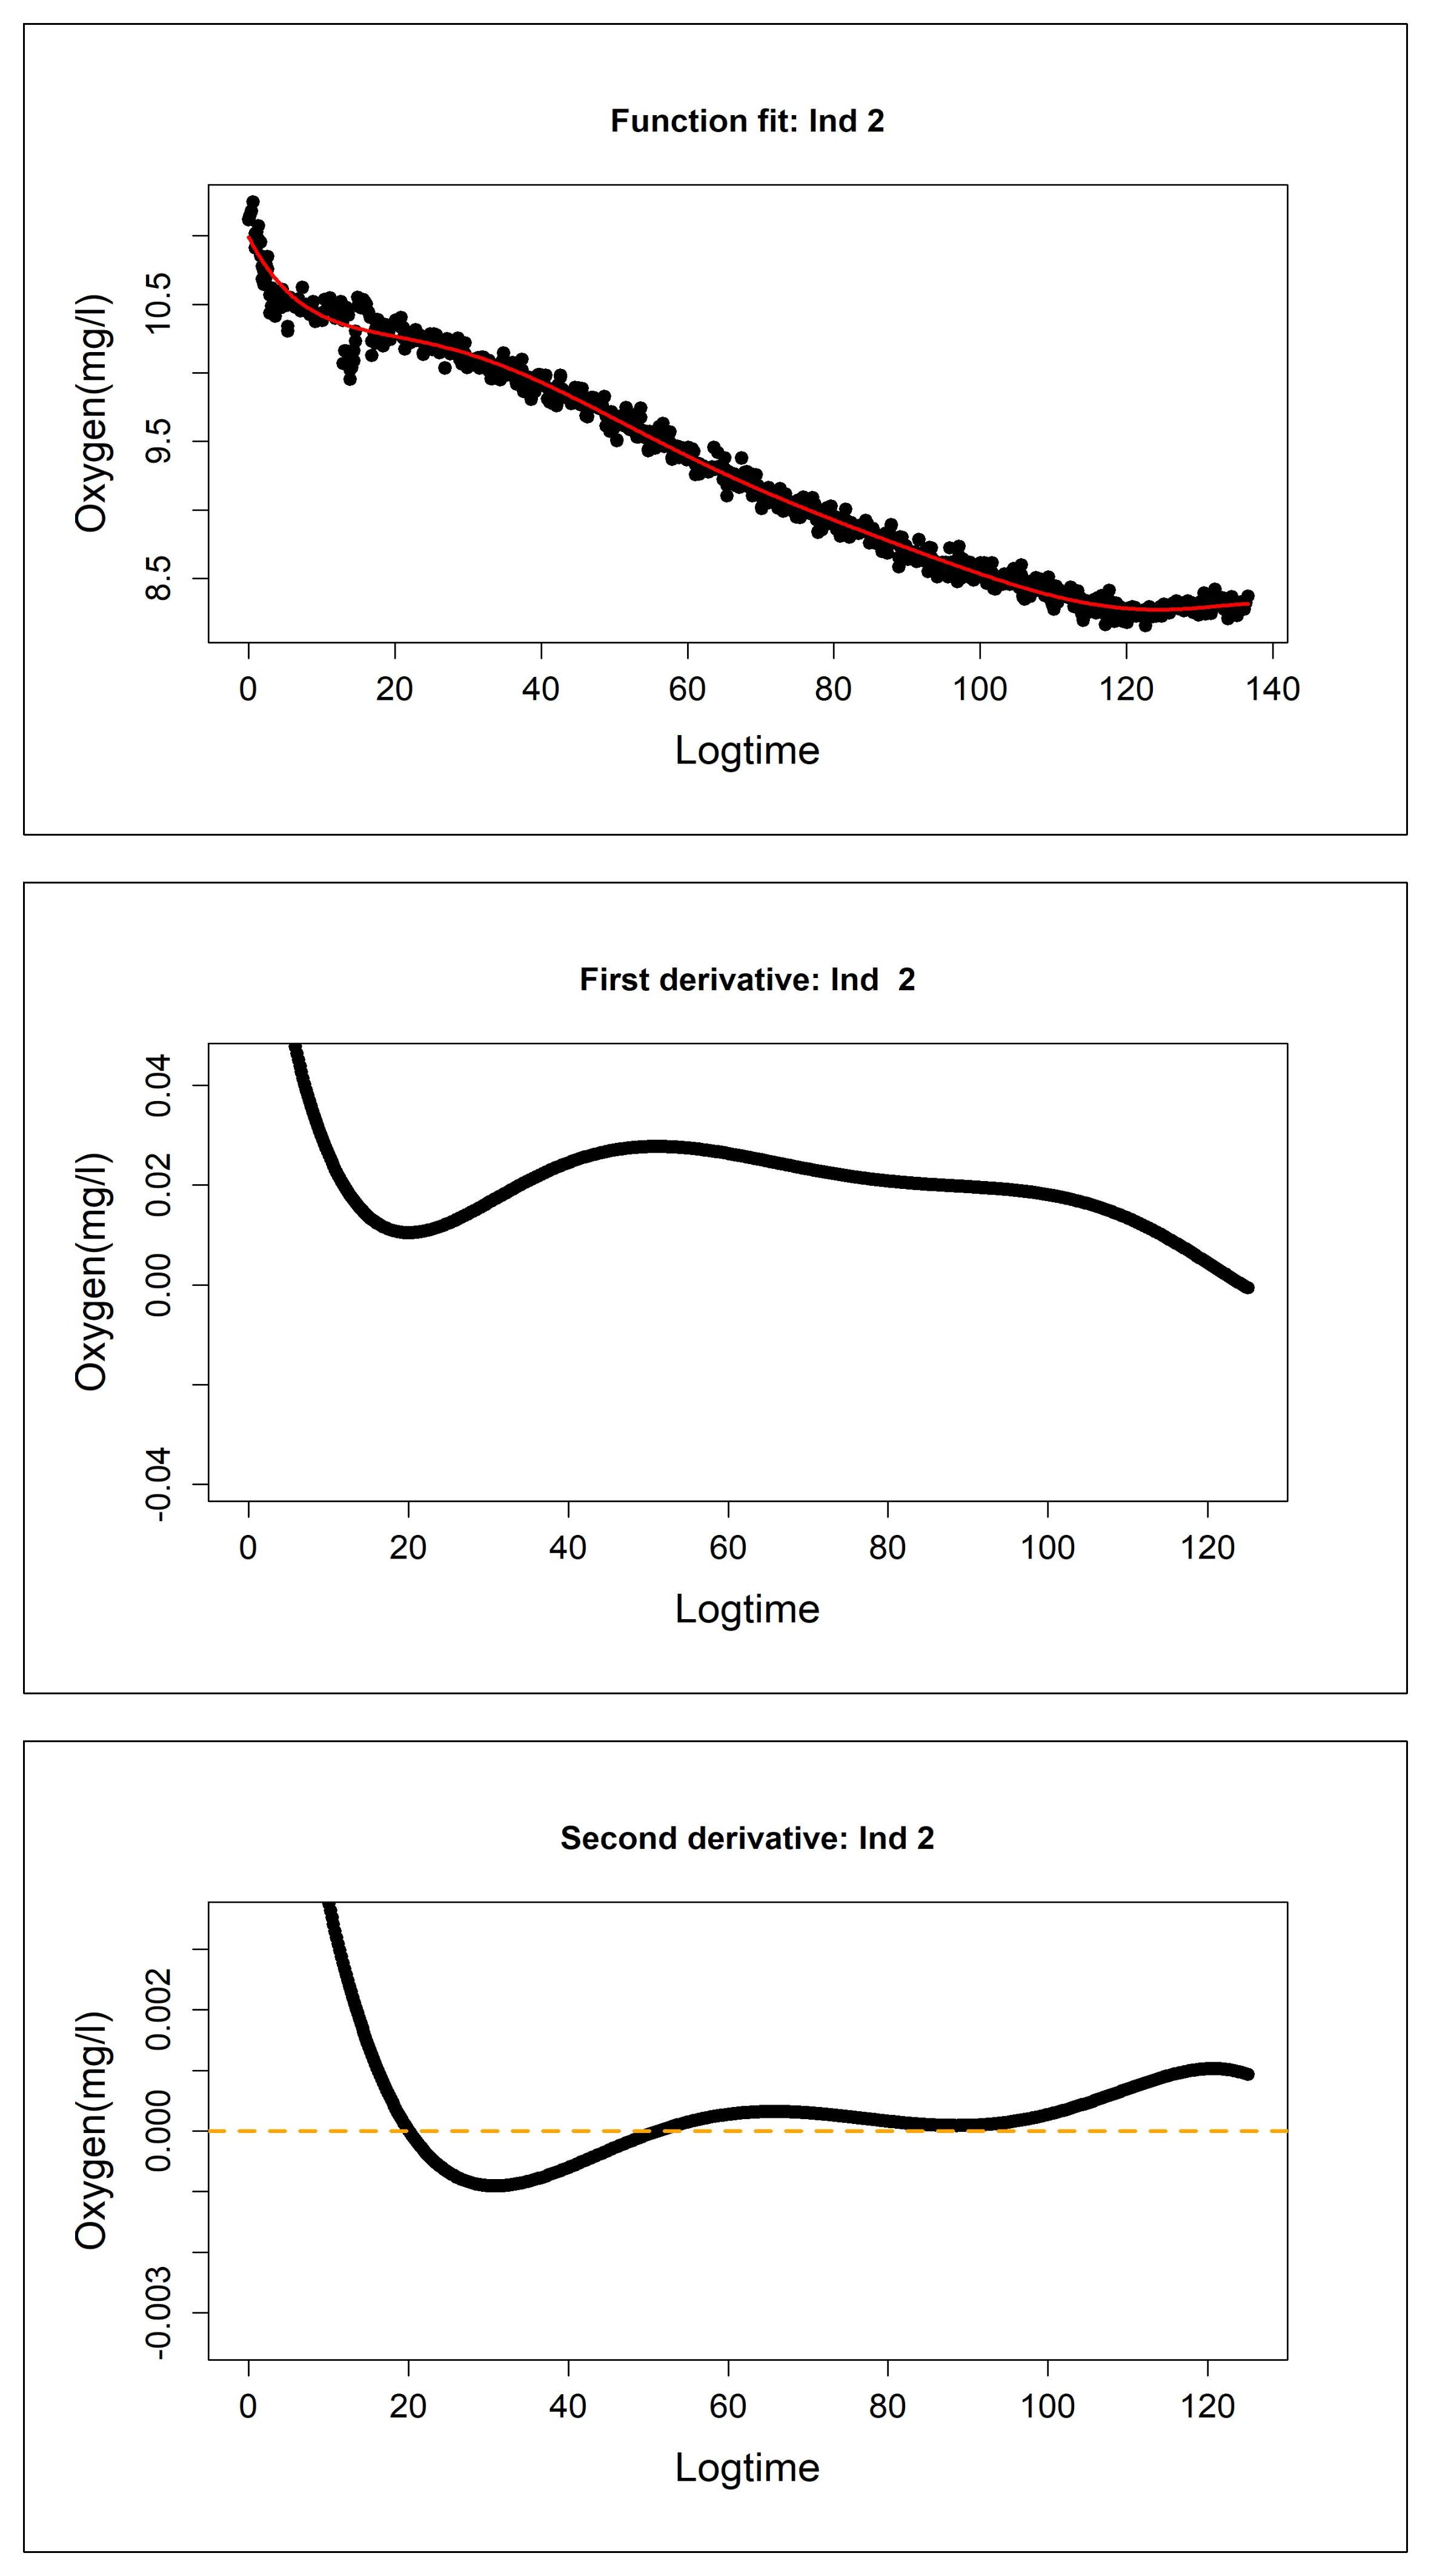 Function fit: Ind 2
Oxygen(mg/l)
10.5
9.5
8.5
0 20 40 60 80 100 120 140
Logtime
First derivative: Ind  2
Oxygen(mg/l)
0.04
0.02
0.00
-0.04
0 20 40 60 80 100 120
Logtime
Second derivative: Ind 2
Oxygen(mg/l)
0.002
0.000
-0.003
0 20 40 60 80 100 120
Logtime